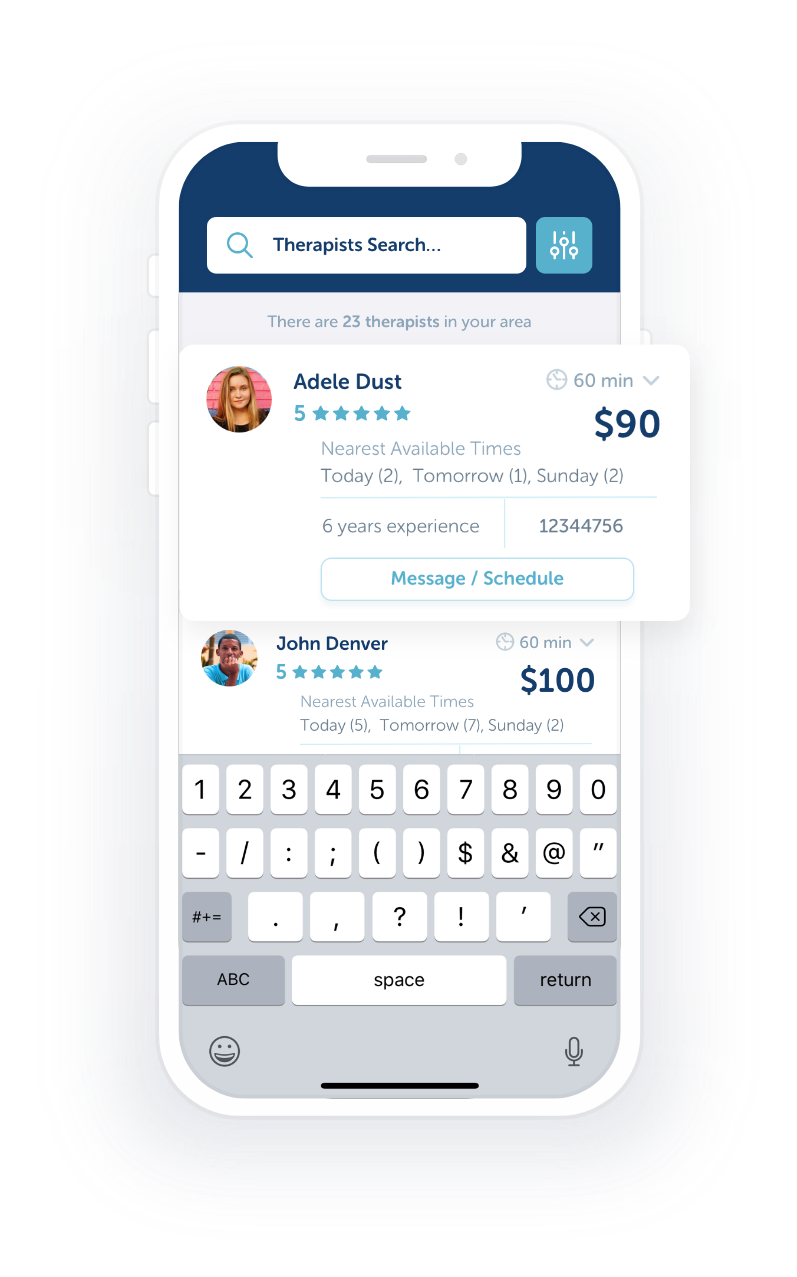 Therapists Search...
There are 23 therapists in your area
Adele Dust
60 min
5
$90
Nearest Available Times
Today (2),  Tomorrow (1), Sunday (2)
6 years experience
12344756
Message / Schedule
John Denver
60 min
5
$100
Nearest Available Times
Today (5),  Tomorrow (7), Sunday (2)
1 2 3 4 5 6 7 8 9 0
- / : ; ( ) $ & @ ”
#+= . , ? ! ’
ABC space return